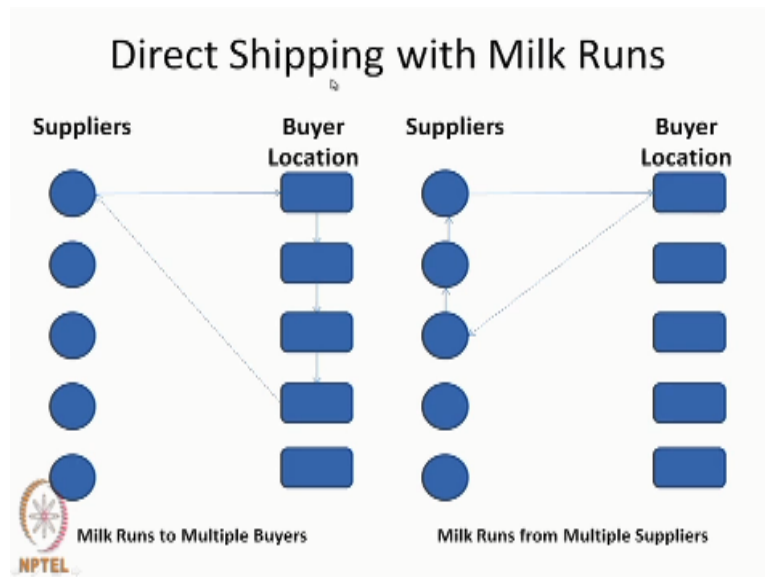 Direct Shipping with Milk Runs
Suppliers
Buyer
Location
Suppliers
Buyer
Location
Milk Runs to Multiple Buyers
Milk Runs from Multiple Suppliers
NPTEL